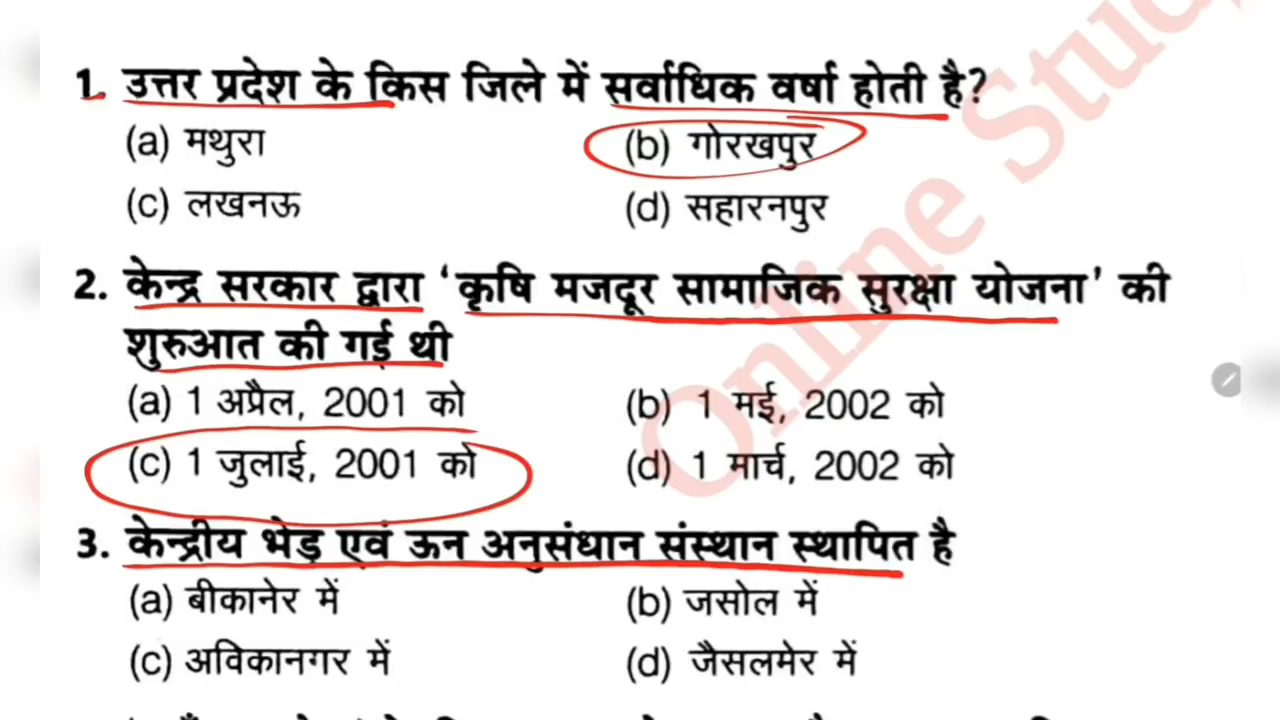 1. उत्तर प्रदेश के किस जिले में सर्वाधिक वर्षा होती है?
(a) मथुरा (b) गोरखपुर
(c) लखनऊ (d) सहारनपुर
2. केन्द्र सरकार द्वारा 'कृषि मजदूर सामाजिक सुरक्षा योजना' की
शुरुआत की गई थी
(a) 1 अप्रैल, 2001 को (b) 1 मई, 2002 को
(c) 1 जुलाई, 2001 को (d) 1 मार्च, 2002 को
3. केन्द्रीय भेड़ एवं ऊन अनुसंधान संस्थान स्थापित है
(a) बीकानेर में (b) जसोल में
(c) अविकानगर में (d) जैसलमेर में
Online